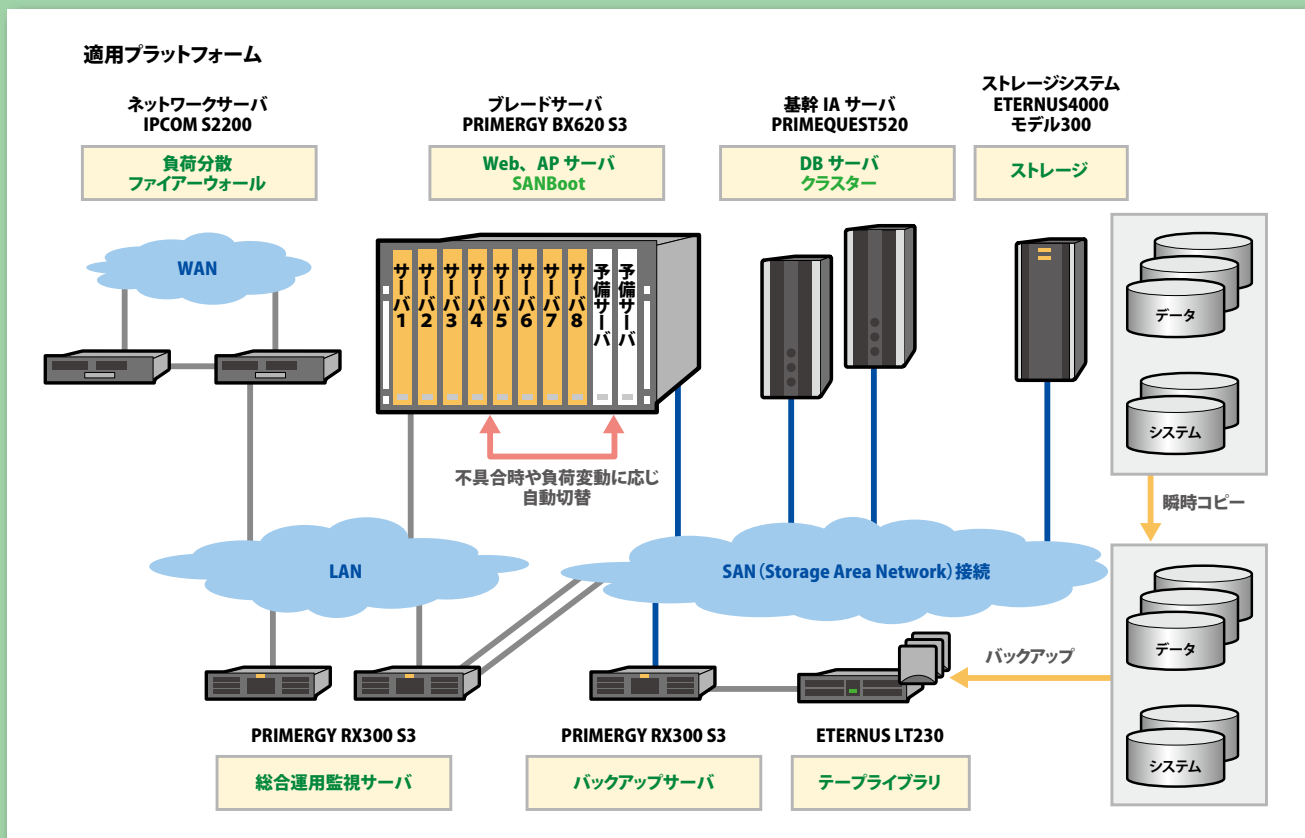 適用プラットフォーム
ネットワークサーバ
IPCOM S2200
負荷分散
ファイアーウォール
ブレードサーバ
PRIMERGY BX620 S3
Web、AP サーバ
SANBoot
基幹 IA サーバ
PRIMEQUEST520
DB サーバ
クラスター
ストレージシステム
ETERNUS4000
モデル300
ストレージ
WAN
サーバ1
サーバ2
サーバ3
サーバ4
サーバ5
サーバ6
サーバ7
サーバ8
予備サーバ
予備サーバ
不具合時や負荷変動に応じ
自動切替
データ
システム
瞬時コピー
LAN
SAN(Storage Area Network)接続
データ
システム
バックアップ
PRIMERGY RX300 S3
総合運用監視サーバ
PRIMERGY RX300 S3
バックアップサーバ
ETERNUS LT230
テープライブラリ